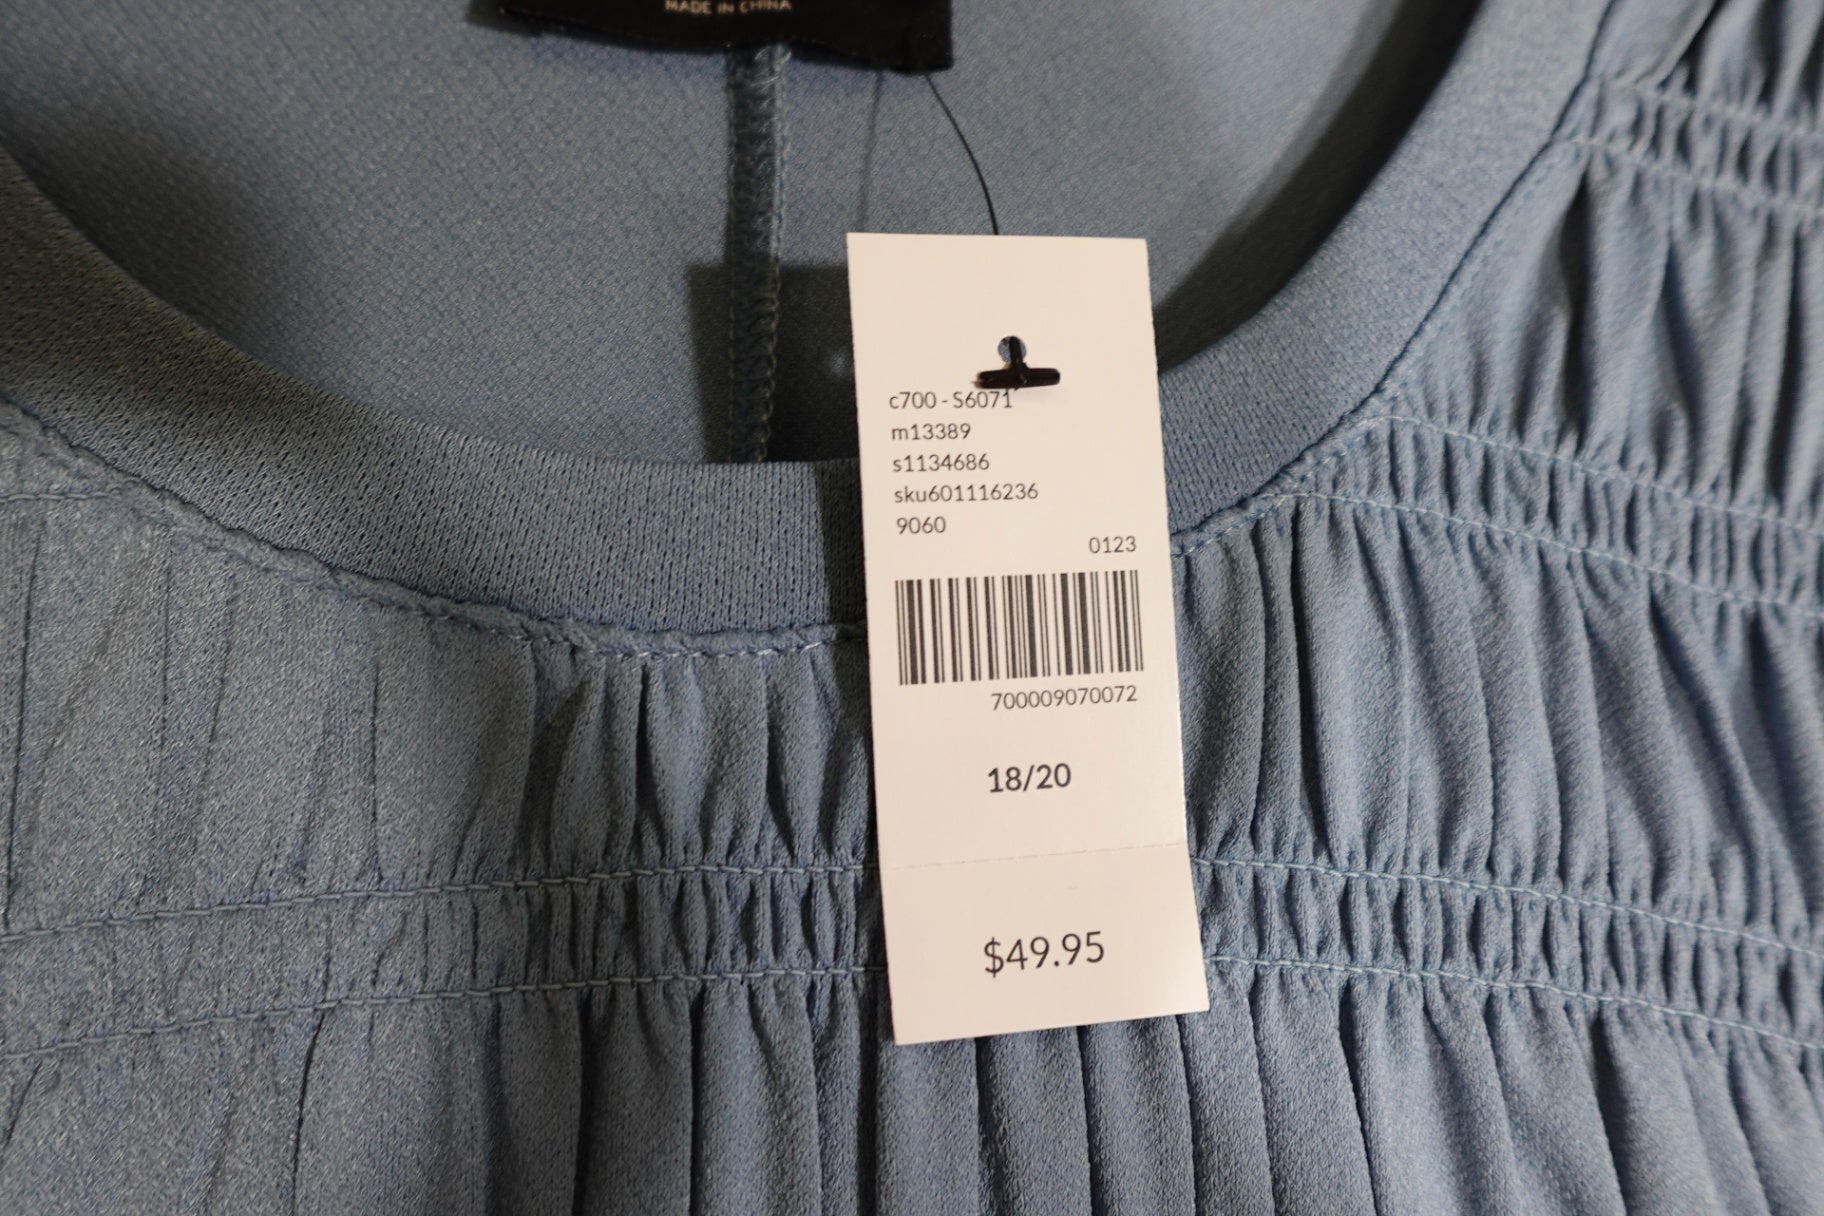 MADE IN CHINA
c700 - S6071
m13389
s1134686
sku601116236
9060
0123
700009070072
18/20
$49.95